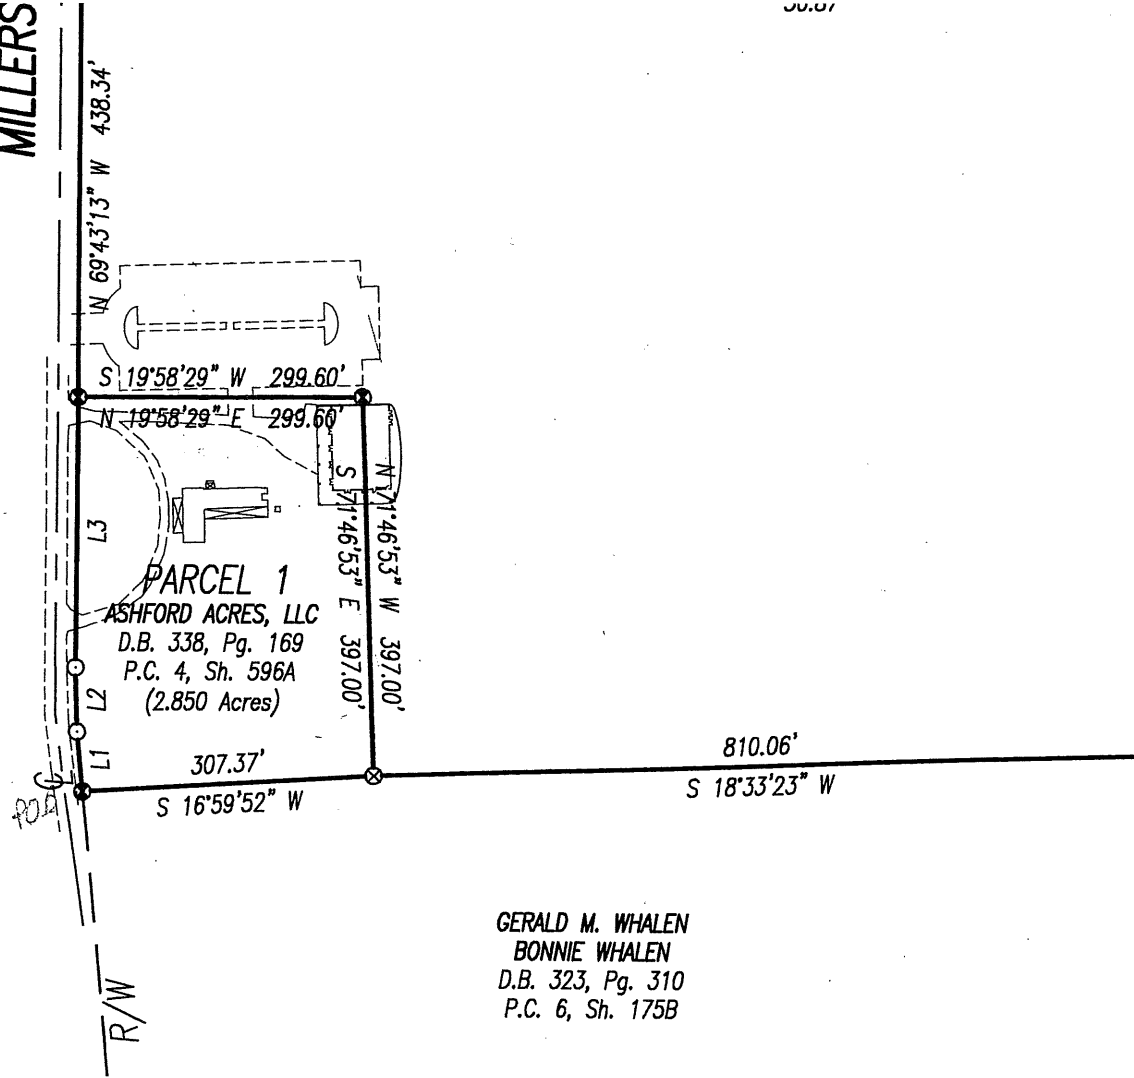 MILLERS
N 69°43'13" W 438.34'
S 19°58'29" W 299.60'
N 19°58'29" E 299.60'
S 71°46'53" E 397.00'
N 71°46'53" W 397.00'
L3
PARCEL 1
ASHFORD ACRES, LLC
D.B. 338, Pg. 169
P.C. 4, Sh. 596A
(2.850 Acres)
L2
L1
307.37'
S 16°59'52" W
810.06'
S 18°33'23" W
GERALD M. WHALEN
BONNIE WHALEN
D.B. 323, Pg. 310
P.C. 6, Sh. 175B
R/W